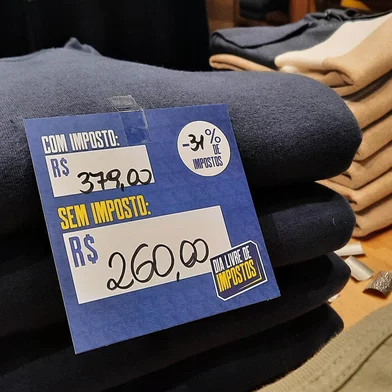 COM IMPOSTO:
R$ 379,00
-31% DE IMPOSTOS
SEM IMPOSTO:
R$ 260,00
DIA LIVRE DE
IMPOSTOS